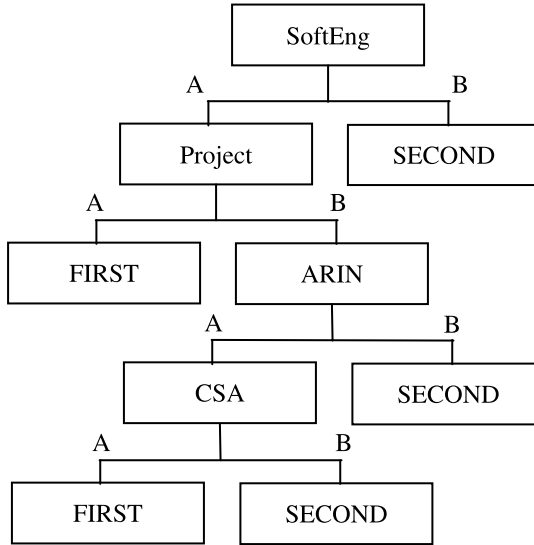 SoftEng
A
B
Project
SECOND
A
B
FIRST
ARIN
A
B
CSA
SECOND
A
B
FIRST
SECOND